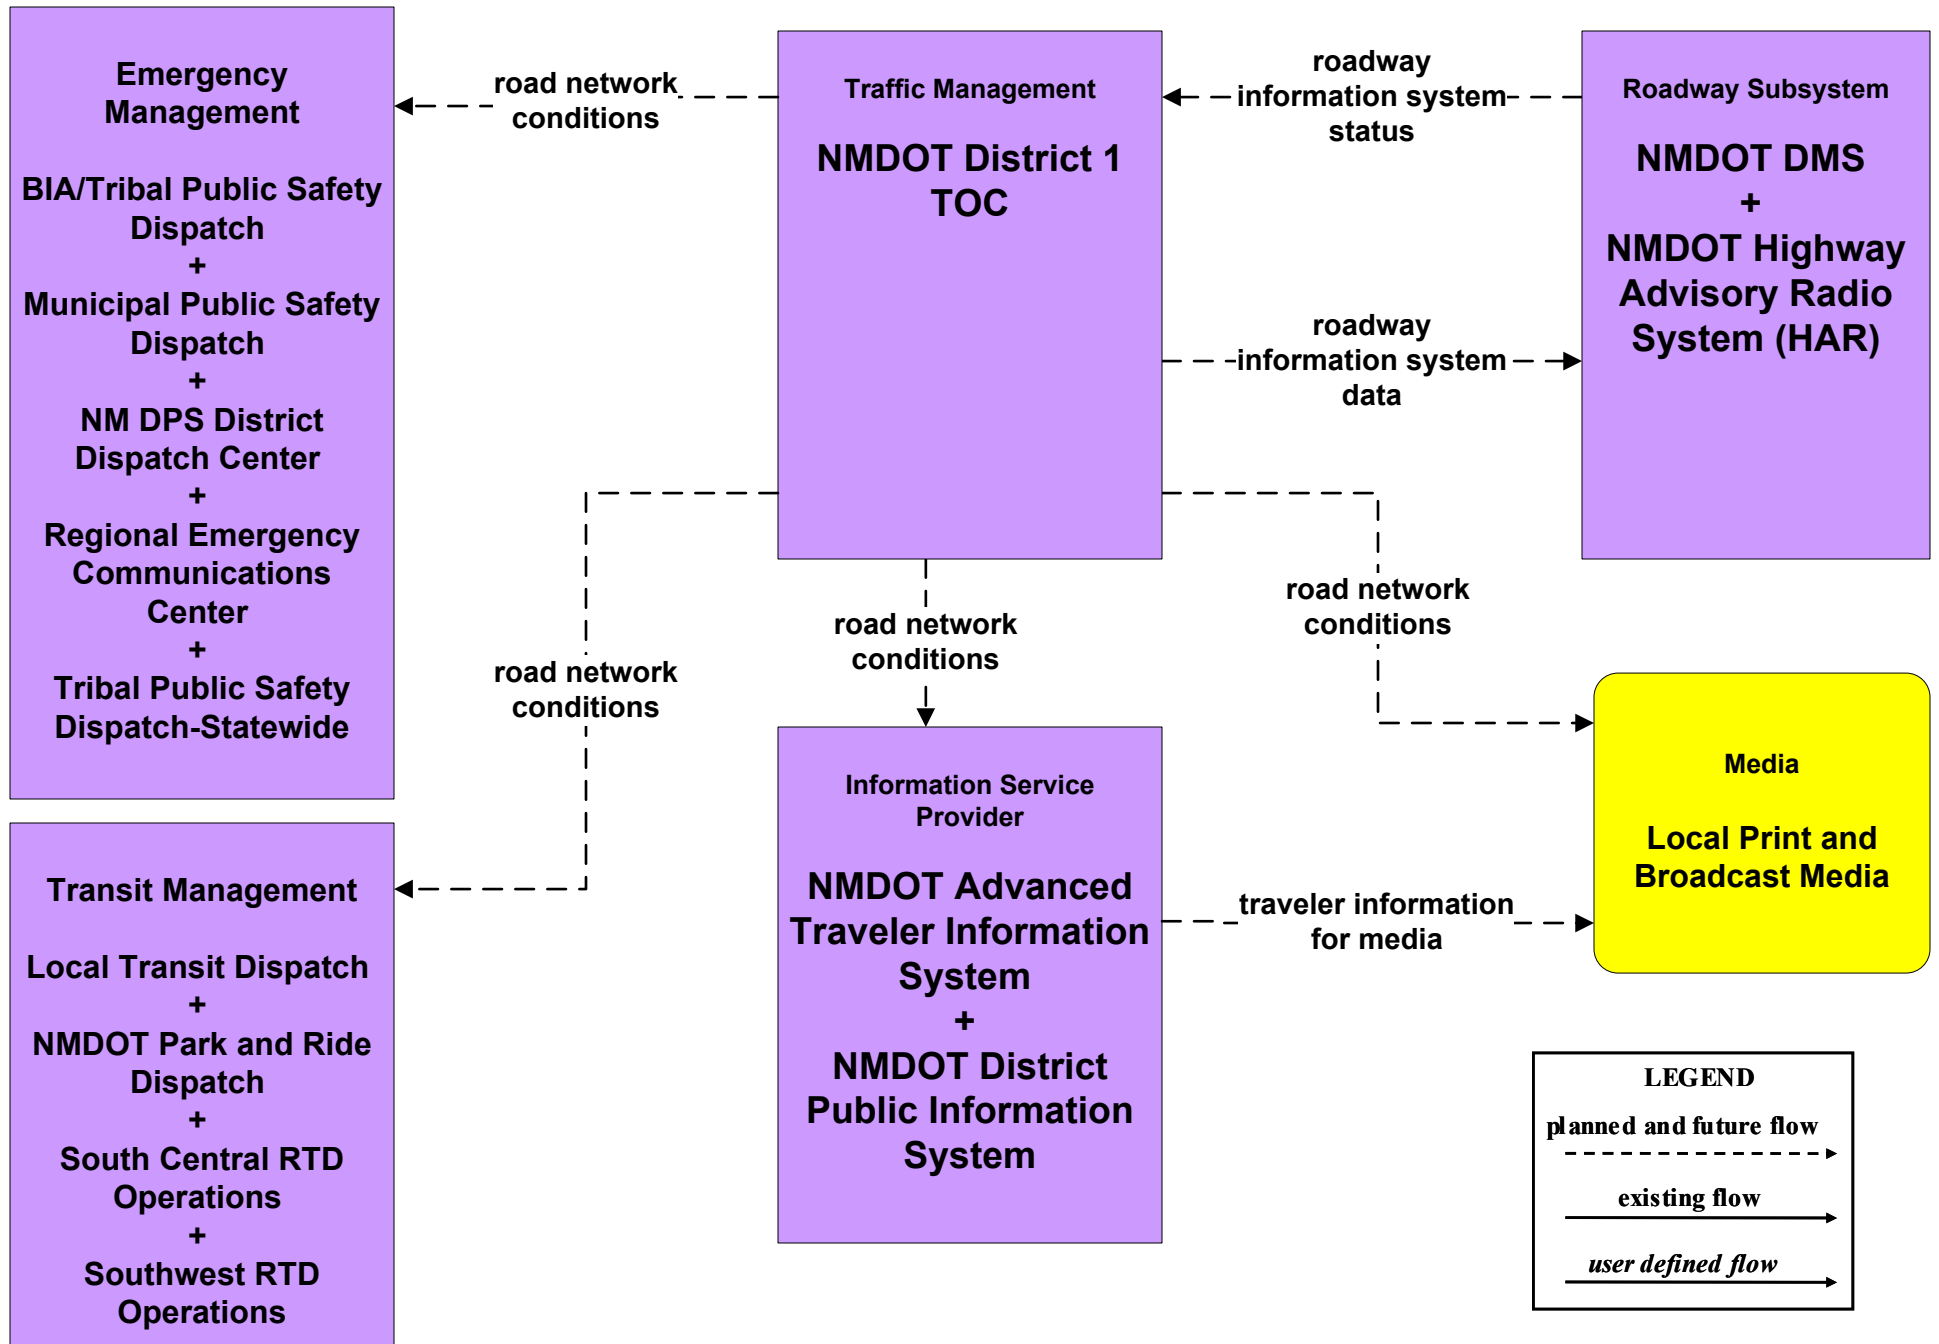 Emergency
Management
BIA/Tribal Public Safety
Dispatch
+
Municipal Public Safety
Dispatch
+
NM DPS District
Dispatch Center
+
Regional Emergency
Communications
Center
+
Tribal Public Safety
Dispatch-Statewide
road network
conditions
Traffic Management
NMDOT District 1
TOC
roadway
information system
status
Roadway Subsystem
NMDOT DMS
+
NMDOT Highway
Advisory Radio
System (HAR)
roadway
information system
data
road network
conditions
road network
conditions
road network
conditions
Transit Management
Local Transit Dispatch
+
NMDOT Park and Ride
Dispatch
+
South Central RTD
Operations
+
Southwest RTD
Operations
Information Service
Provider
NMDOT Advanced
Traveler Information
System
+
NMDOT District
Public Information
System
traveler information
for media
Media
Local Print and
Broadcast Media
LEGEND
planned and future flow
existing flow
user defined flow